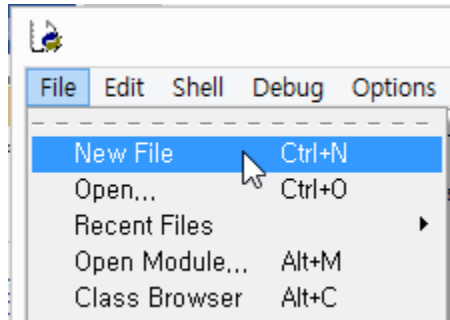 File Edit Shell Debug Options
New File Ctrl+N
Open... Ctrl+O
Recent Files
Open Module... Alt+M
Class Browser Alt+C